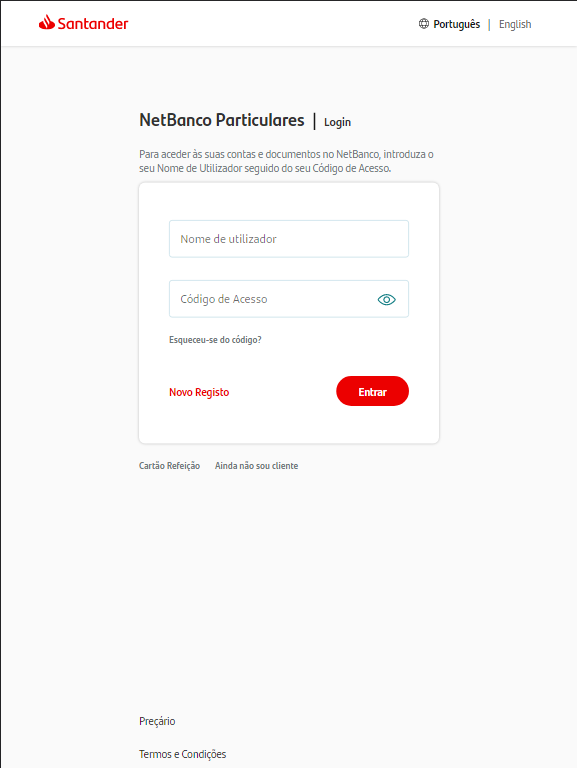 Santander
Português | English
NetBanco Particulares | Login
Para aceder às suas contas e documentos no NetBanco, introduza o
seu Nome de Utilizador seguido do seu Código de Acesso.
Nome de utilizador
Código de Acesso
Esqueceu-se do código?
Novo Registo
Entrar
Cartão Refeição
Ainda não sou cliente
Preçário
Termos e Condições